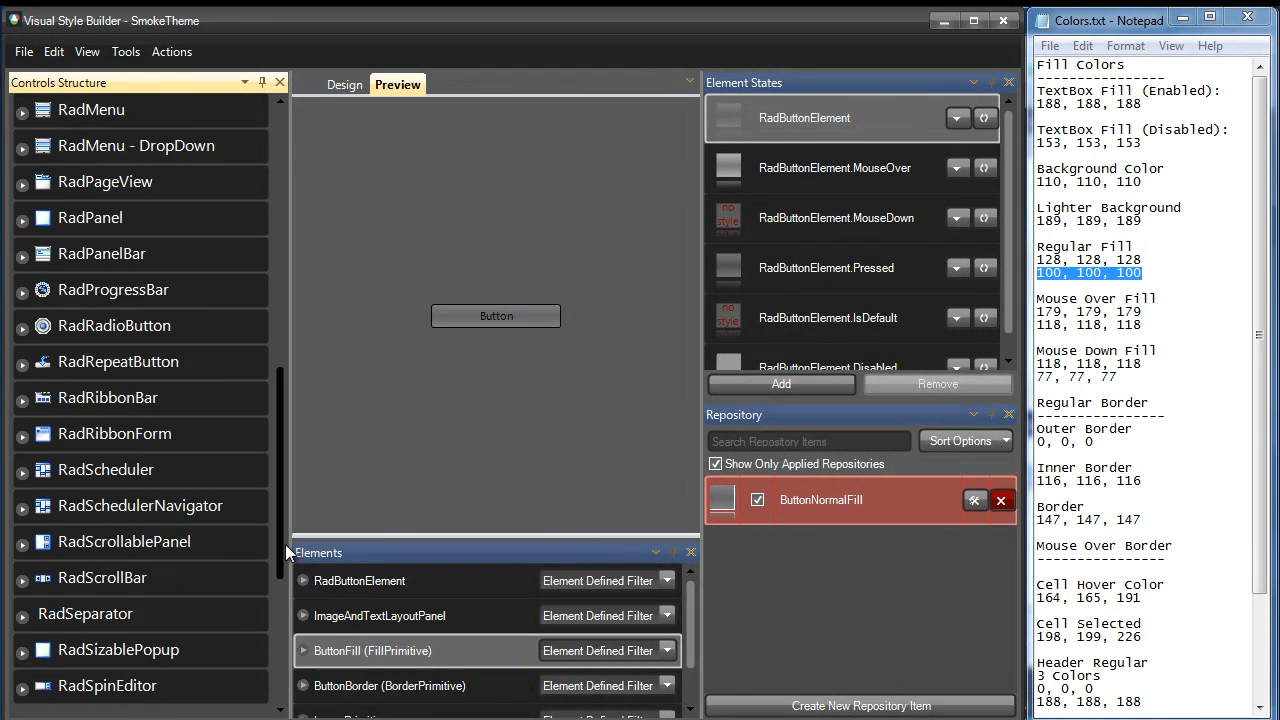 Visual Style Builder - SmokeTheme
File Edit View Tools Actions
Controls Structure
RadMenu
RadMenu - DropDown
RadPageView
RadPanel
RadPanelBar
RadProgressBar
RadRadioButton
RadRepeatButton
RadRibbonBar
RadRibbonForm
RadScheduler
RadSchedulerNavigator
RadScrollablePanel
RadScrollBar
RadSeparator
RadSizablePopup
RadSpinEditor
Design Preview
Button
Elements
RadButtonElement Element Defined Filter
ImageAndTextLayoutPanel Element Defined Filter
ButtonFill (FillPrimitive) Element Defined Filter
ButtonBorder (BorderPrimitive) Element Defined Filter
Element States
RadButtonElement
RadButtonElement.MouseOver
no style RadButtonElement.MouseDown
RadButtonElement.Pressed
no style RadButtonElement.IsDefault
RadButtonElement.Disabled
Add Remove
Repository
Search Repository Items Sort Options
Show Only Applied Repositories
ButtonNormalFill
Create New Repository Item
Colors.txt - Notepad
File Edit Format View Help
Fill Colors
----------------
TextBox Fill (Enabled):
188, 188, 188
TextBox Fill (Disabled):
153, 153, 153
Background Color
110, 110, 110
Lighter Background
189, 189, 189
Regular Fill
128, 128, 128
100, 100, 100
Mouse Over Fill
179, 179, 179
118, 118, 118
Mouse Down Fill
118, 118, 118
77, 77, 77
Regular Border
----------------
Outer Border
0, 0, 0
Inner Border
116, 116, 116
Border
147, 147, 147
Mouse Over Border
----------------
Cell Hover Color
164, 165, 191
Cell Selected
198, 199, 226
Header Regular
3 Colors
0, 0, 0
188, 188, 188